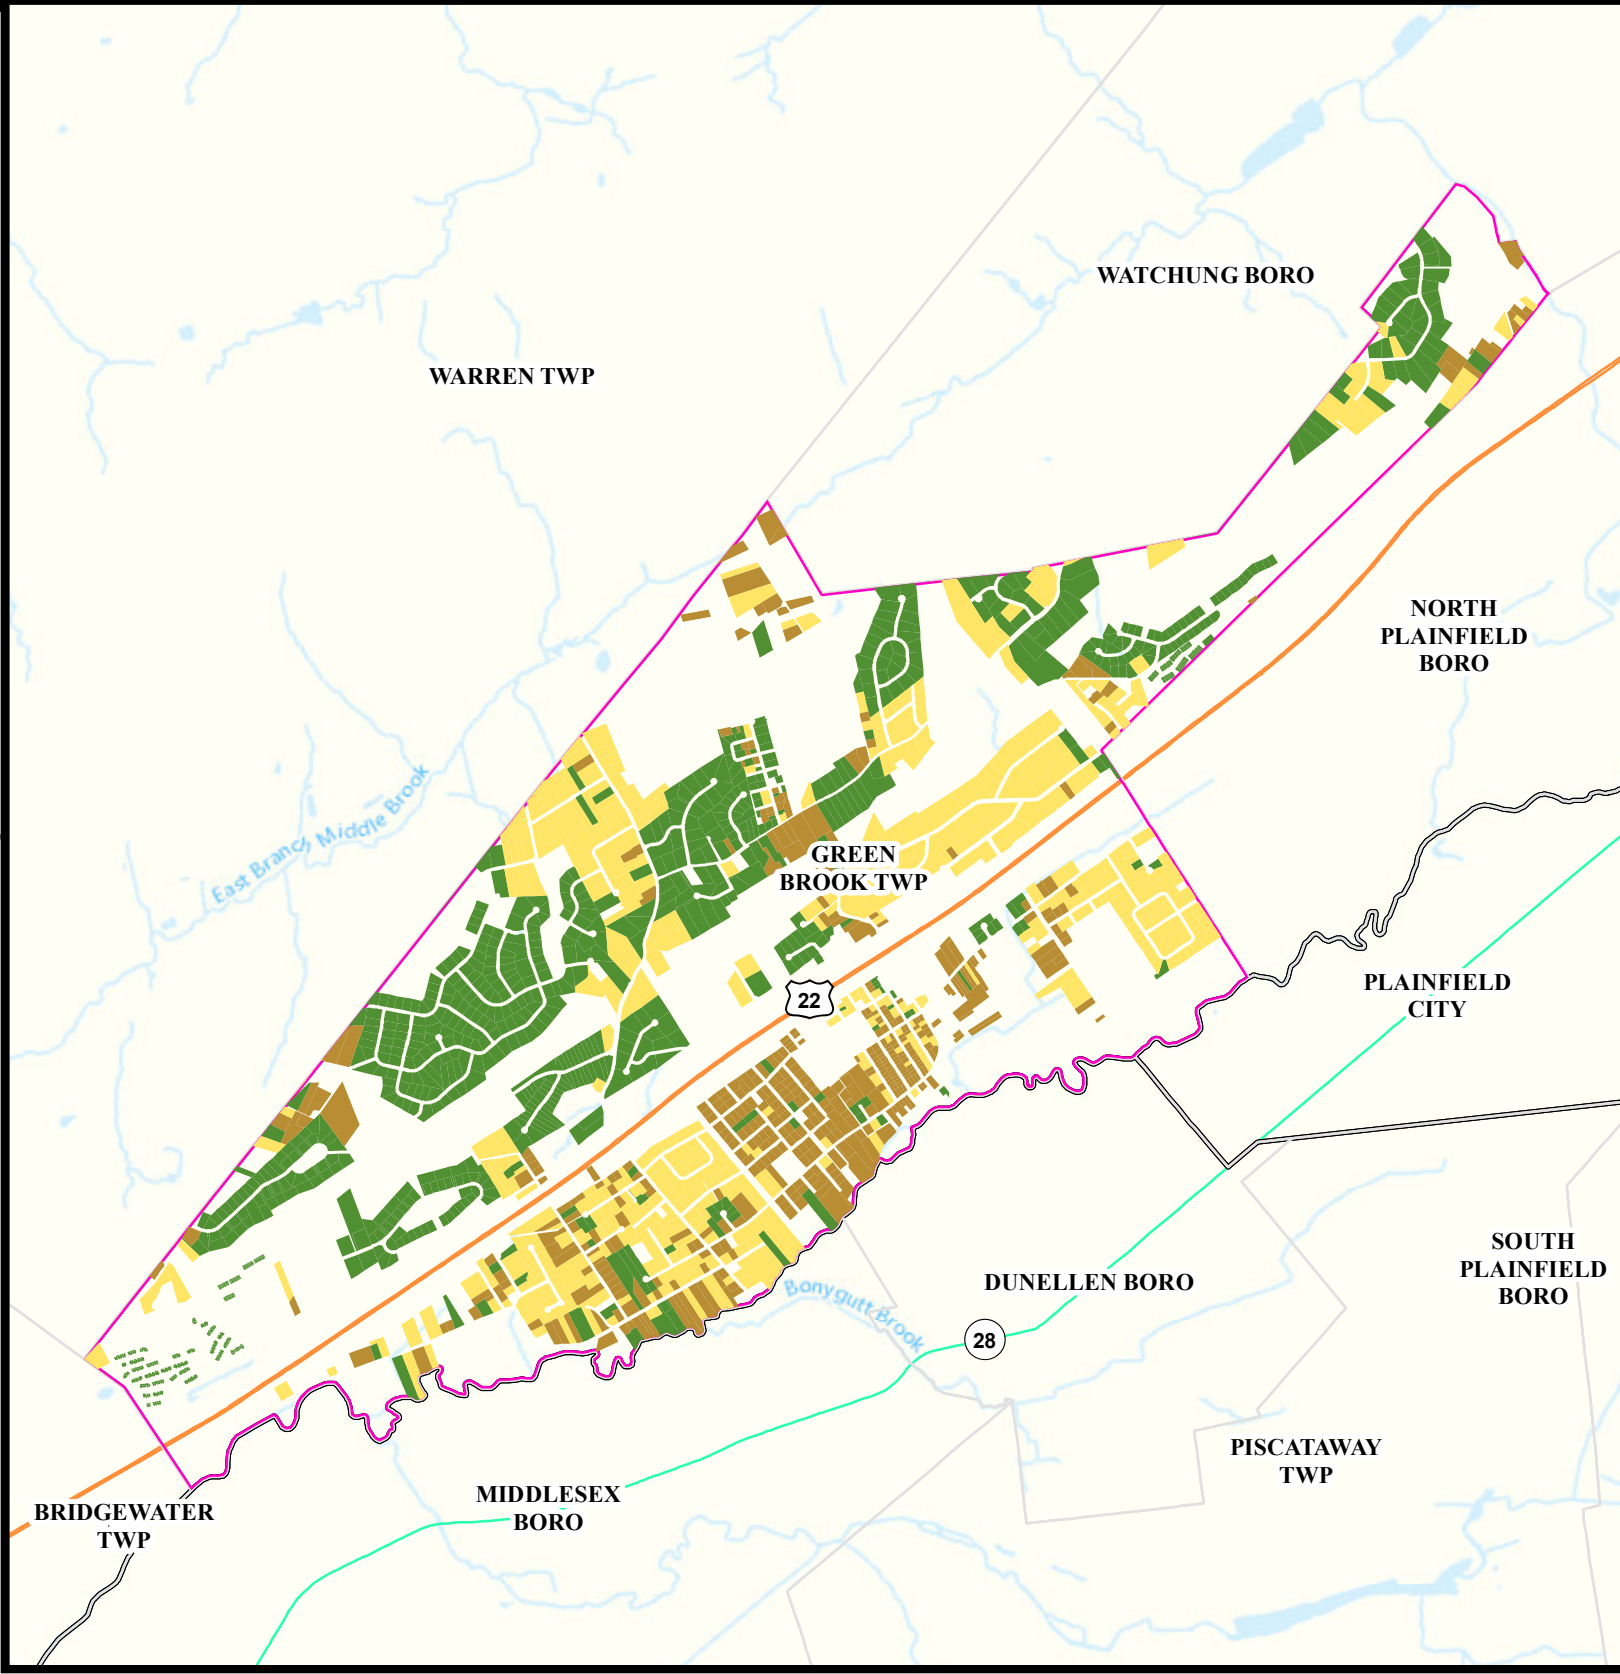 WATCHUNG BORO
WARREN TWP
NORTH
PLAINFIELD
BORO
East Branch Middle Brook
GREEN
BROOK TWP
22
PLAINFIELD
CITY
SOUTH
PLAINFIELD
BORO
DUNELLEN BORO
Bonygutt Brook
28
PISCATAWAY
TWP
MIDDLESEX
BORO
BRIDGEWATER
TWP